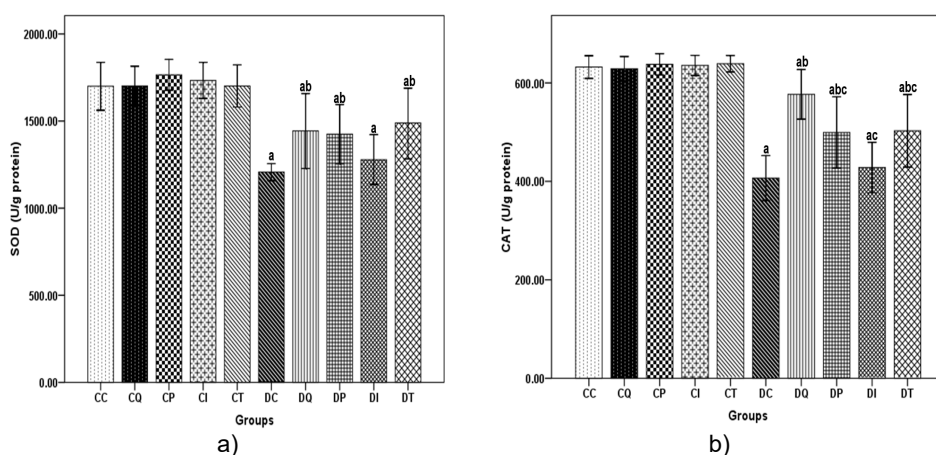 2000.00
1500.00
1000.00
500.00
0.00
SOD (U/g protein)
a
ab
ab
a
ab
CC CQ CP CI CT DC DQ DP DI DT
Groups
a)
600.00
400.00
200.00
0.00
CAT (U/g protein)
a
ab
abc
ac
abc
CC CQ CP CI CT DC DQ DP DI DT
Groups
b)